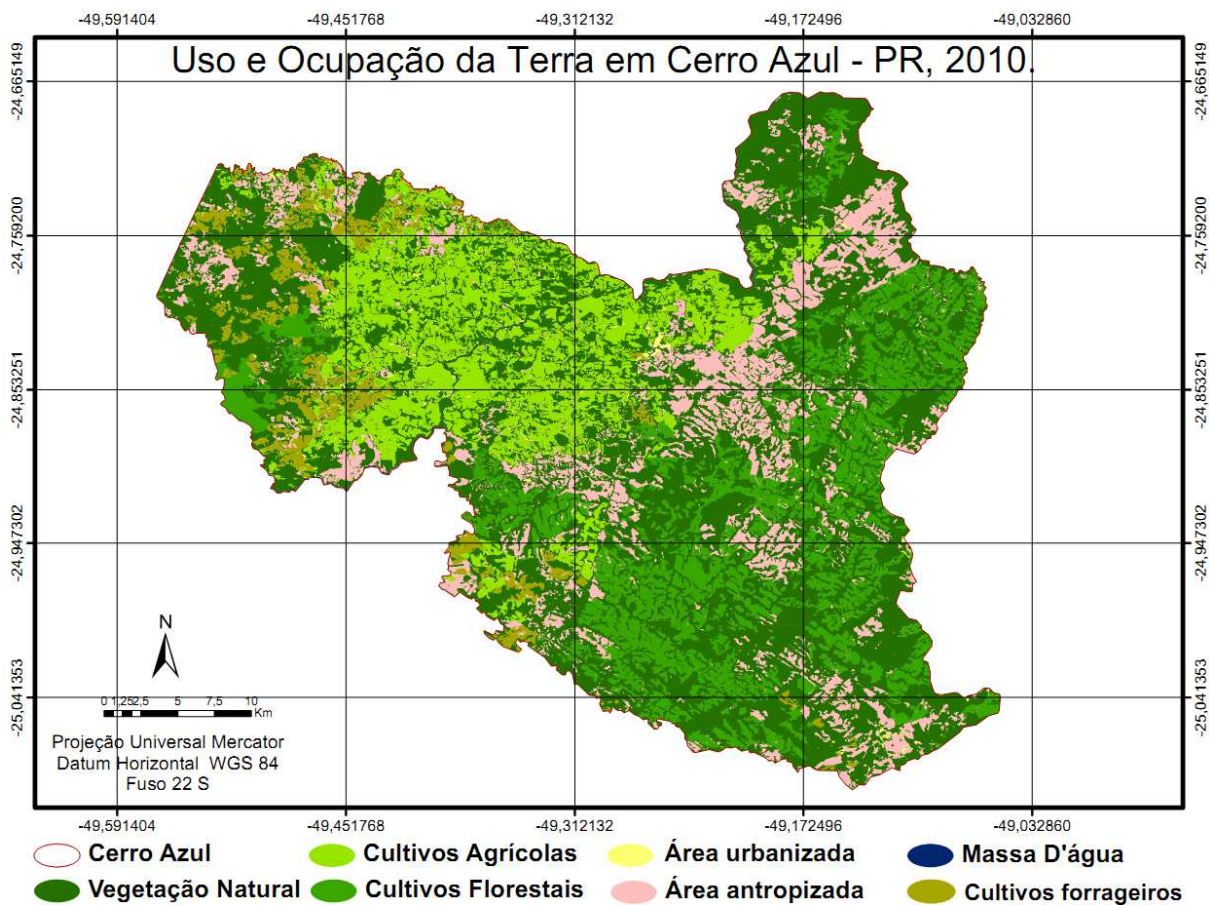 -49,591404 -49,451768 -49,312132 -49,172496 -49,032860
Uso e Ocupação da Terra em Cerro Azul - PR, 2010.
-24,665149 -24,665149
-24,759200 -24,759200
-24,853251 -24,853251
-24,947302 -24,947302
-25,041353 -25,041353
N
0 1,252,5 5 7,5 10
Km
Projeção Universal Mercator
Datum Horizontal WGS 84
Fuso 22 S
-49,591404 -49,451768 -49,312132 -49,172496 -49,032860
Cerro Azul Cultivos Agrícolas Área urbanizada Massa D'água
Vegetação Natural Cultivos Florestais Área antropizada Cultivos forrageiros